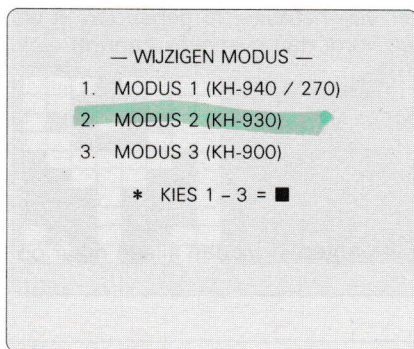 — WIJZIGEN MODUS —
1. MODUS 1 (KH-940 / 270)
2. MODUS 2 (KH-930)
3. MODUS 3 (KH-900)
* KIES 1 – 3 = ■